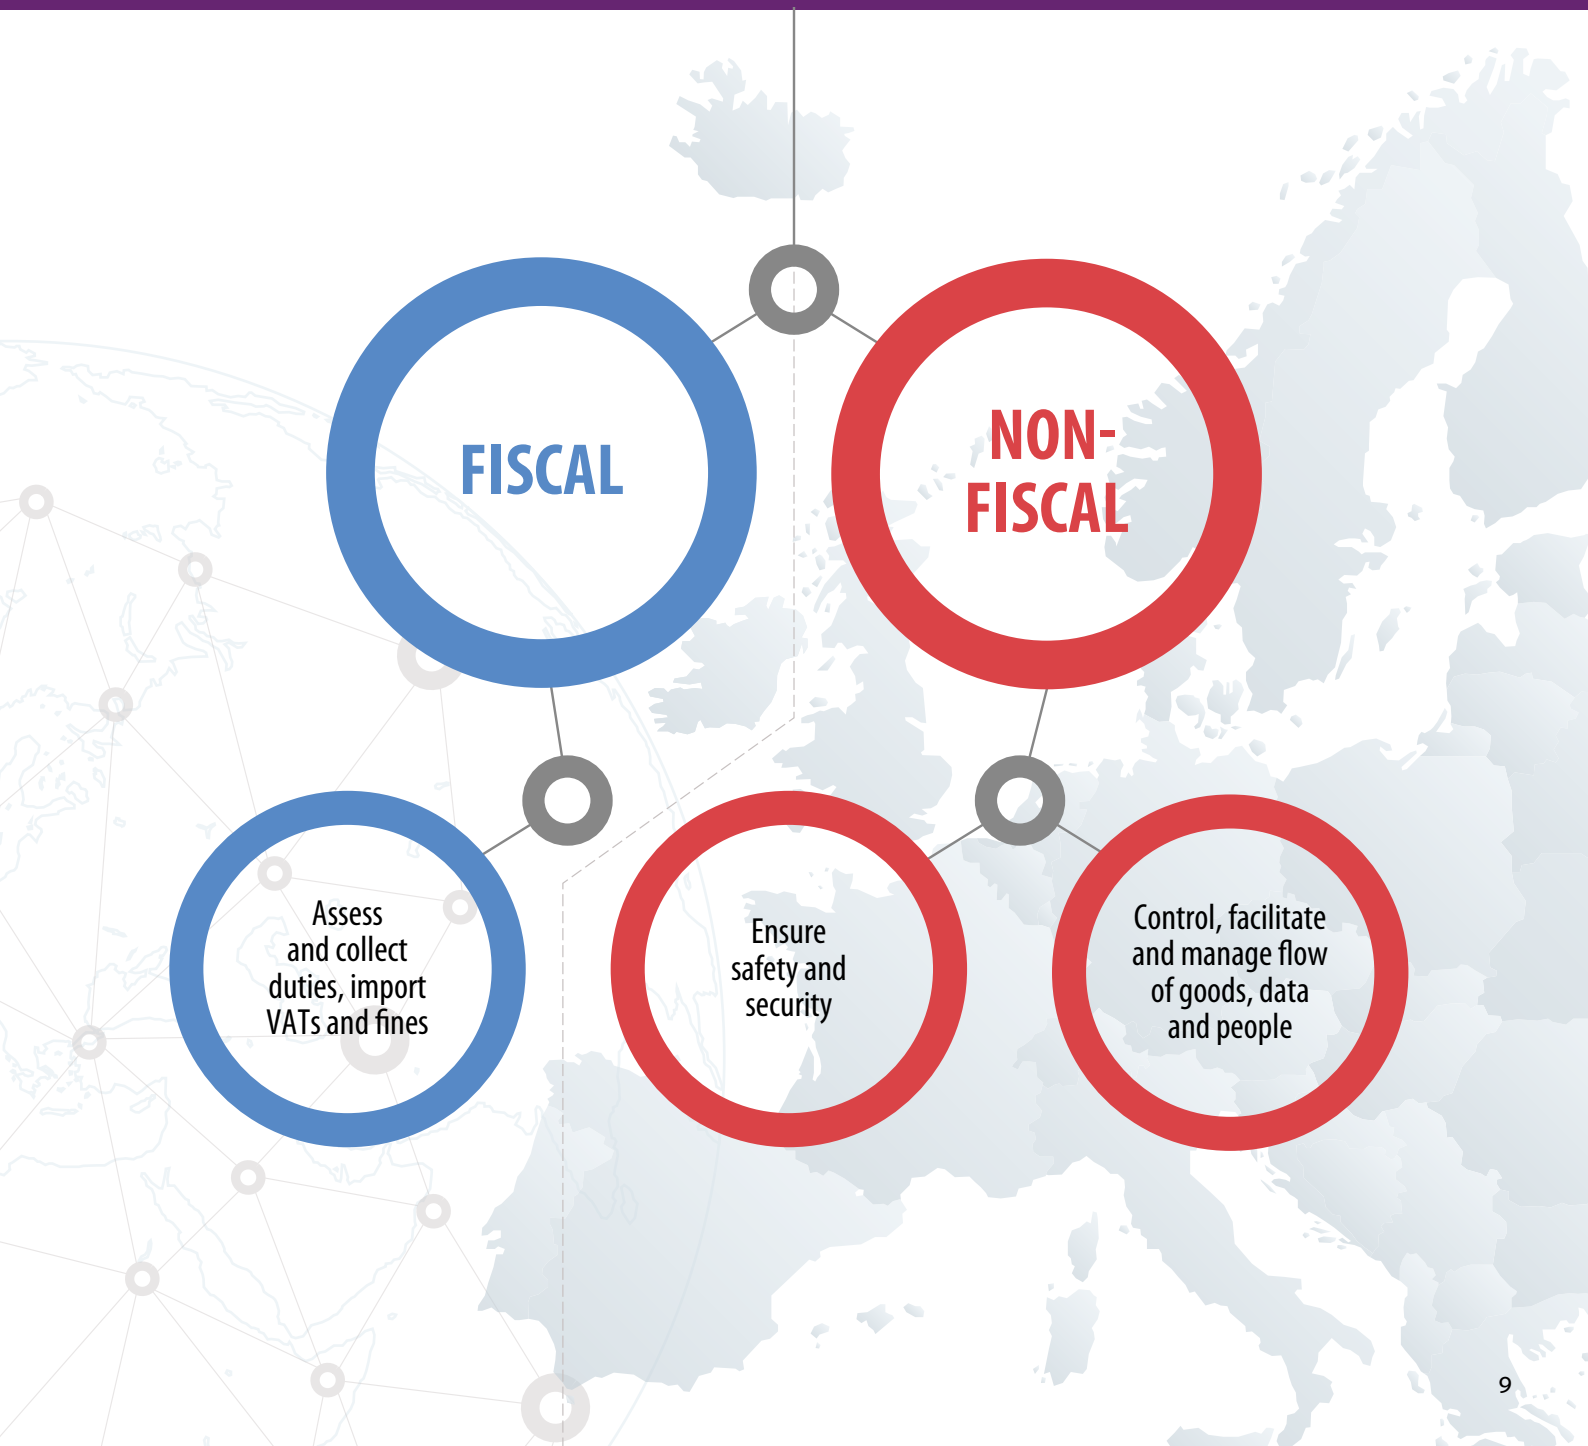 FISCAL
NON-
FISCAL
Assess
and collect
duties, import
VATs and fines
Ensure
safety and
security
Control, facilitate
and manage flow
of goods, data
and people
9